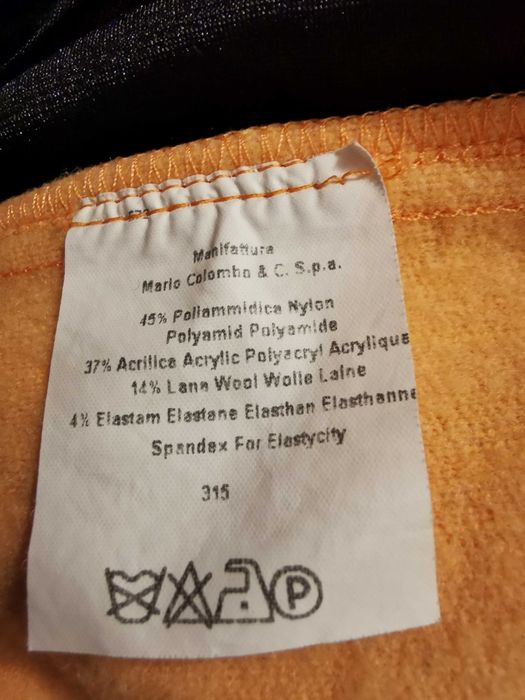 Manifattura
Mario Colombo & C. S.p.a.
45% Poliammidica Nylon
Polyamid Polyamide
37% Acrilica Acrylic Polyacryl Acrylique
14% Lana Wool Wolle Laine
4% Elastam Elastane Elasthan Elasthanne
Spandex For Elastycity
315
P